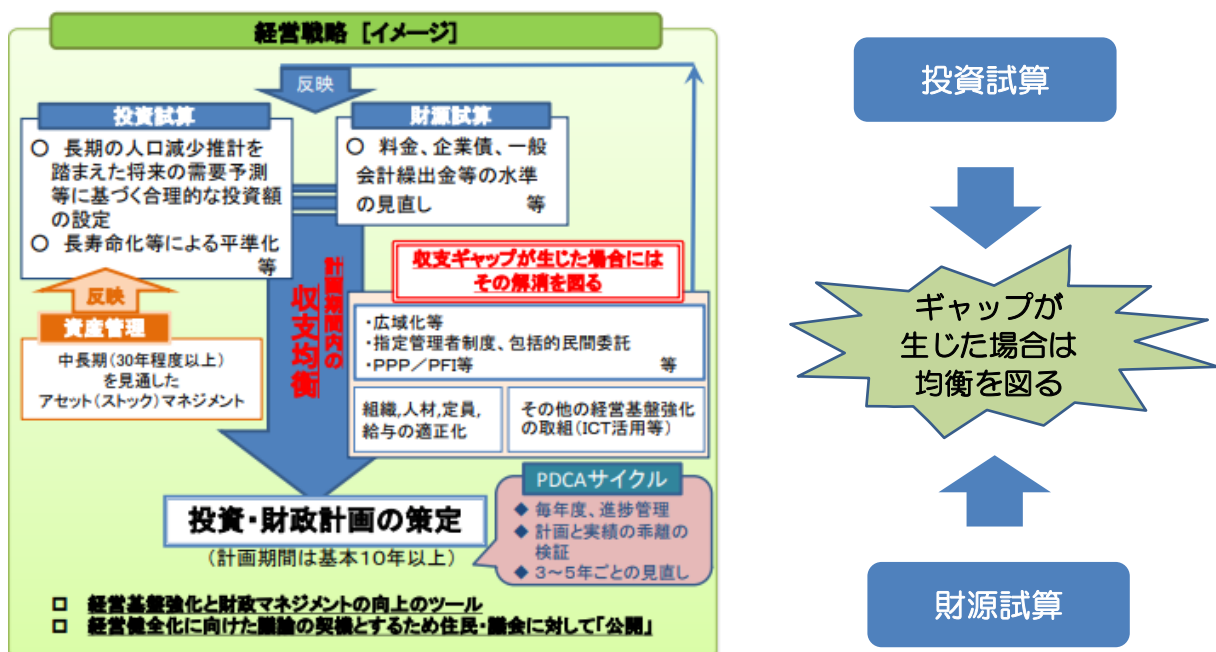 経営戦略 [イメージ]
反映
投資試算
○ 長期の人口減少推計を
踏まえた将来の需要予測
等に基づく合理的な投資額
の設定
○ 長寿命化等による平準化
等
財源試算
○ 料金、企業債、一般
会計繰出金等の水準
の見直し 等
反映
資産管理
中長期(30年程度以上)
を見通した
アセット(ストック)マネジメント
計画期間内の
収支均衡
収支ギャップが生じた場合には
その解消を図る
・広域化等
・指定管理者制度、包括的民間委託
・PPP/PFI等 等
組織,人材,定員,
給与の適正化
その他の経営基盤強化
の取組(ICT活用等)
投資・財政計画の策定
(計画期間は基本10年以上)
PDCAサイクル
◆ 毎年度、進捗管理
◆ 計画と実績の乖離の
検証
◆ 3~5年ごとの見直し
□ 経営基盤強化と財政マネジメントの向上のツール
□ 経営健全化に向けた議論の契機とするため住民・議会に対して「公開」
投資試算
ギャップが
生じた場合は
均衡を図る
財源試算